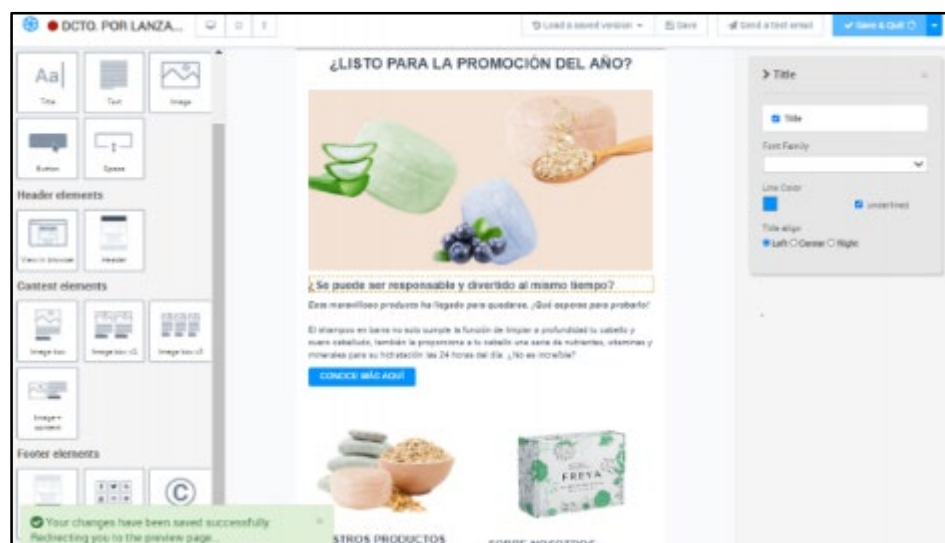 DCTO. POR LANZA...
Load a saved version
Save
Send a test email
Save & Quit
Aa
Title
Text
Image
Button
Space
Header elements
View in browser
Header
Content elements
Image box
Image box x2
Image box x3
Image +
content
Footer elements
Your changes have been saved successfully
Redirecting you to the preview page...
¿LISTO PARA LA PROMOCIÓN DEL AÑO?
¿Se puede ser responsable y divertido al mismo tiempo?
Este maravilloso producto ha llegado para quedarse. ¿Qué esperas para probarlo!
El shampoo en barra no solo cumple la función de limpiar a profundidad tu cabello y
cuero cabelludo, también le proporciona a tu cabello una serie de nutrientes, vitaminas y
minerales para su hidratación las 24 horas del día. ¿No es increíble?
CONOCE MÁS AQUÍ
FREYA
STROS PRODUCTOS
SOBRE NOSOTROS
Title
Title
Font Family
Line Color
underlined
Title align
Left Center Right